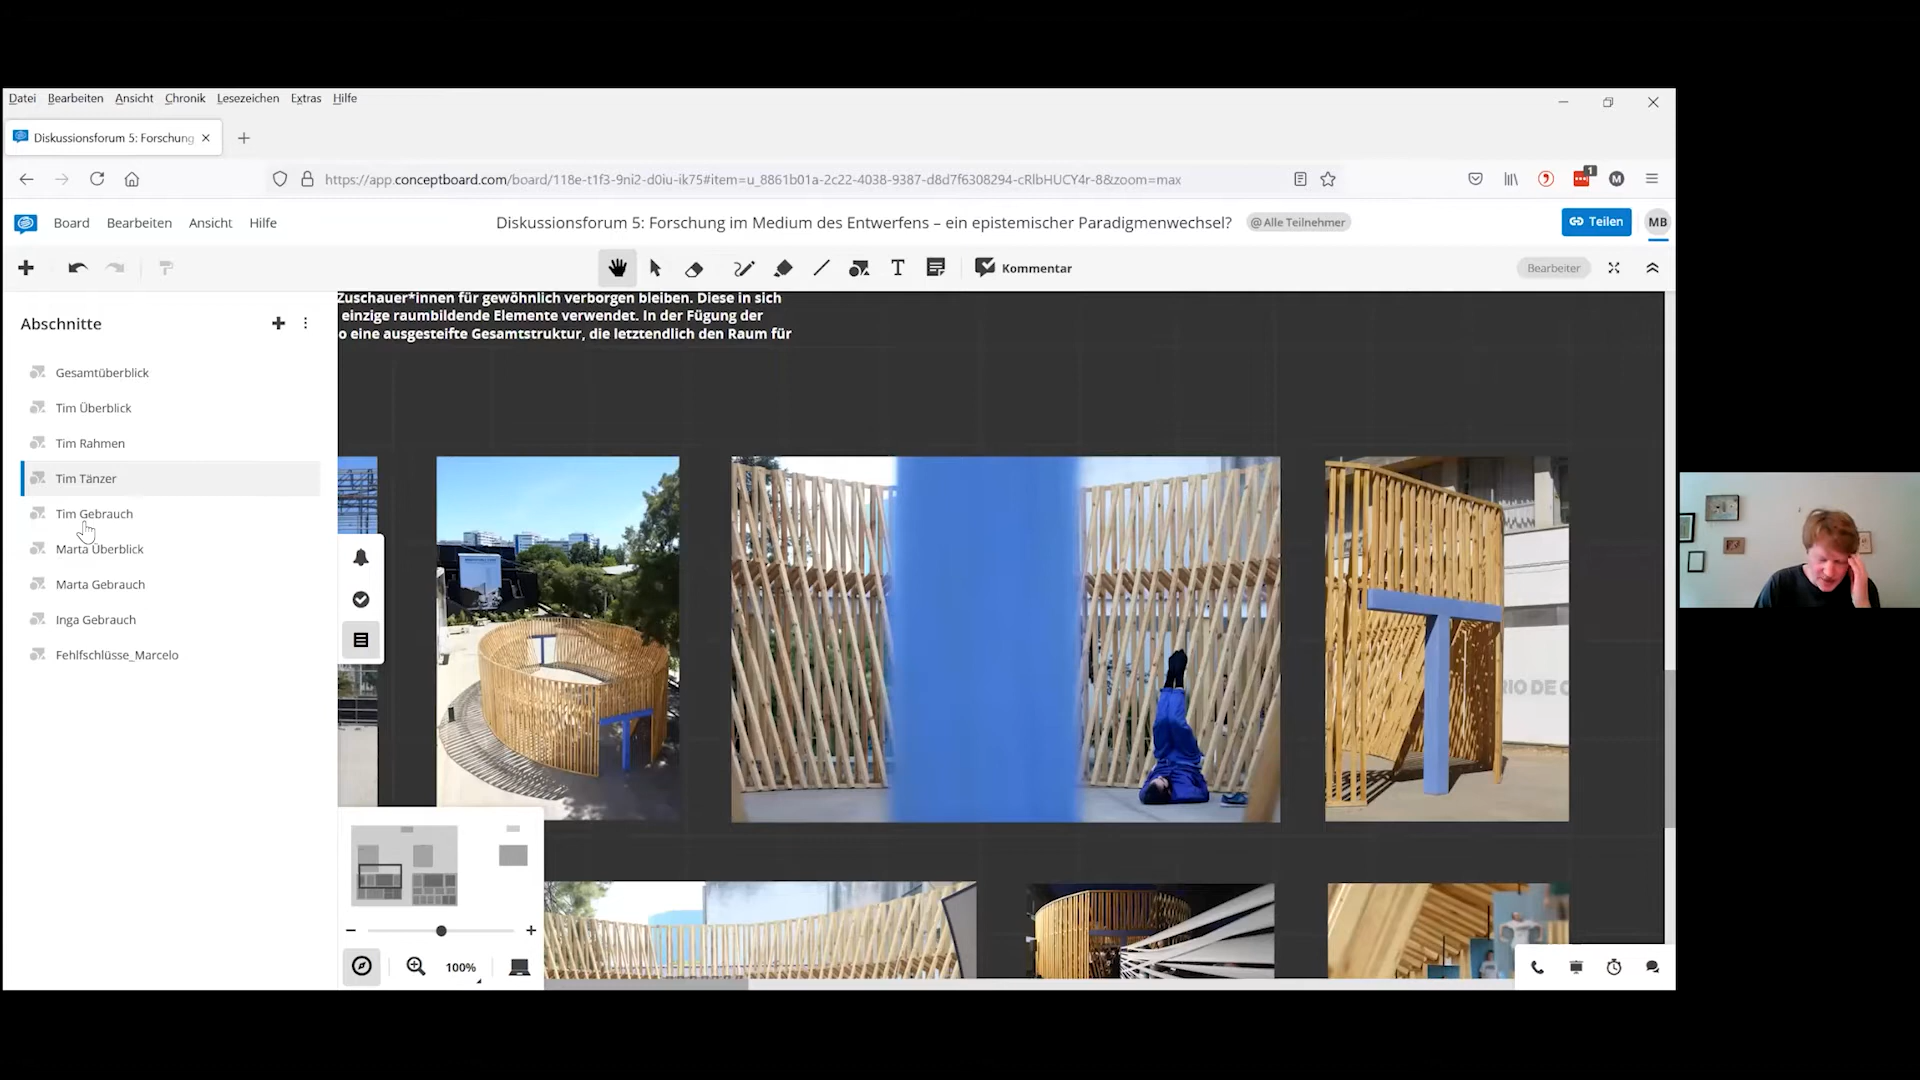 Datei Bearbeiten Ansicht Chronik Lesezeichen Extras Hilfe
Diskussionsforum 5: Forschung
https://app.conceptboard.com/board/118e-t1f3-9ni2-d0iu-ik75#item=u_8861b01a-2c22-4038-9387-d8d7f6308294-cRlbHUCY4r-8&zoom=max
1
M
Board Bearbeiten Ansicht Hilfe
Diskussionsforum 5: Forschung im Medium des Entwerfens – ein epistemischer Paradigmenwechsel?
@Alle Teilnehmer
Teilen
MB
T
Kommentar
Bearbeiter
Zuschauer*innen für gewöhnlich verborgen bleiben. Diese in sich
einzige raumbildende Elemente verwendet. In der Fügung der
o eine ausgesteifte Gesamtstruktur, die letztendlich den Raum für
Abschnitte
Gesamtüberblick
Tim Überblick
Tim Rahmen
Tim Tänzer
Tim Gebrauch
Marta Überblick
Marta Gebrauch
Inga Gebrauch
Fehlfschlüsse_Marcelo
RIO DE C
100%